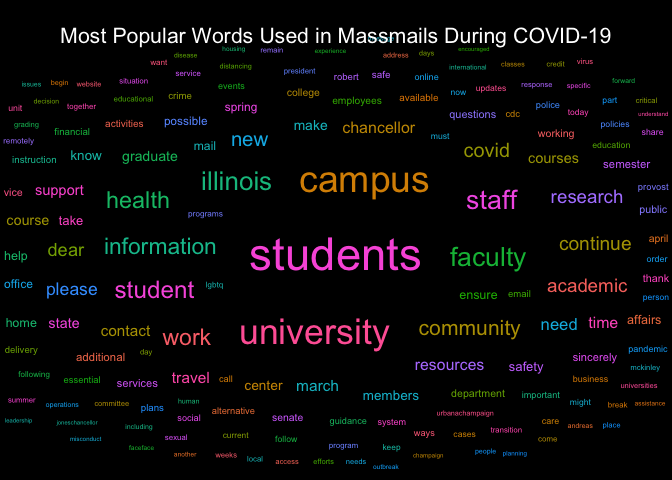 Most Popular Words Used in Massmails During COVID-19
housing remain experience address days encouraged
disease want distancing international classes credit virus
issues begin website situation service president robert safe online now updates response specific forward
decision together educational crime events college employees available police part critical
unit activities possible spring make chancellor questions cdc today understand
grading financial mail new must working policies share
remotely instruction know graduate covid courses education semester
illinois campus
vice support health staff research provost
course take programs public
dear information students faculty continue april
help order
office please student lgbtq ensure email academic thank
person
home state contact work university community need time affairs
delivery additional day resources safety sincerely pandemic
following essential services travel call center march members business mckinley
universities
summer operations committee plans human alternative department important might break assistance
leadership joneschancellor including social senate guidance system urbanachampaign care andreas place
misconduct sexual current follow ways cases transition come
faceface program keep
another weeks local access efforts needs outbreak champaign people planning